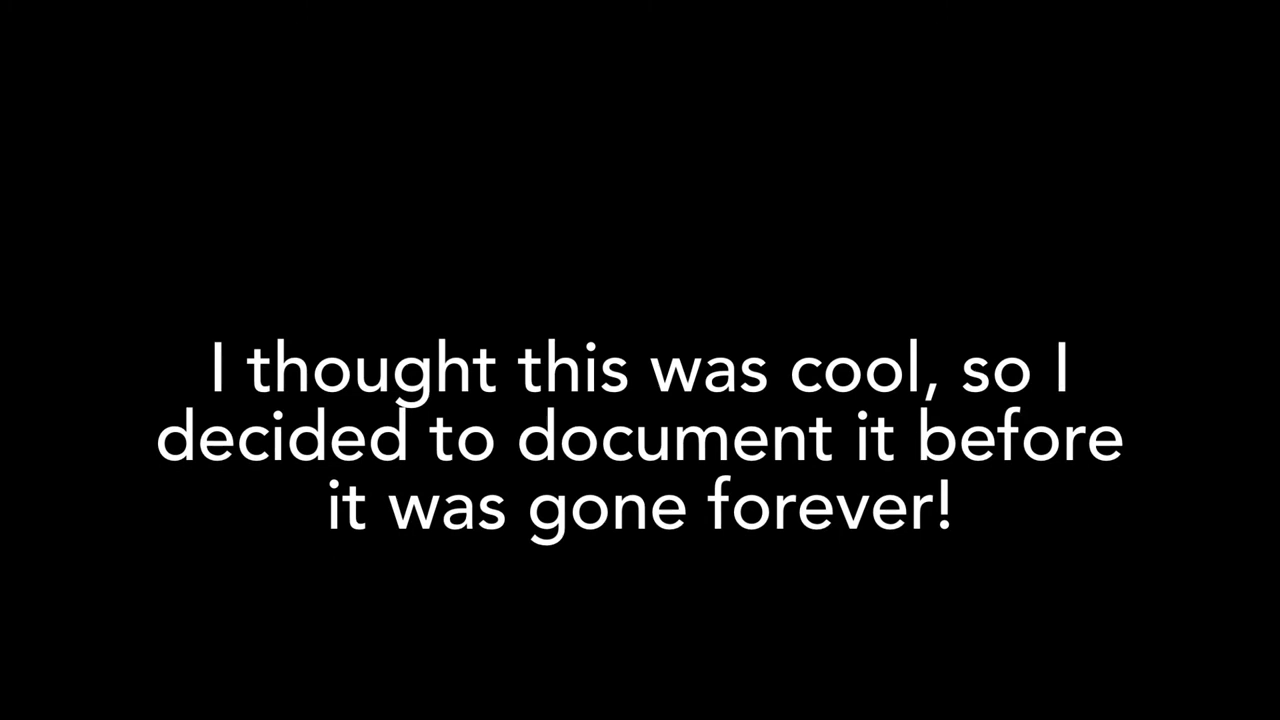 I thought this was cool, so I
decided to document it before
it was gone forever!